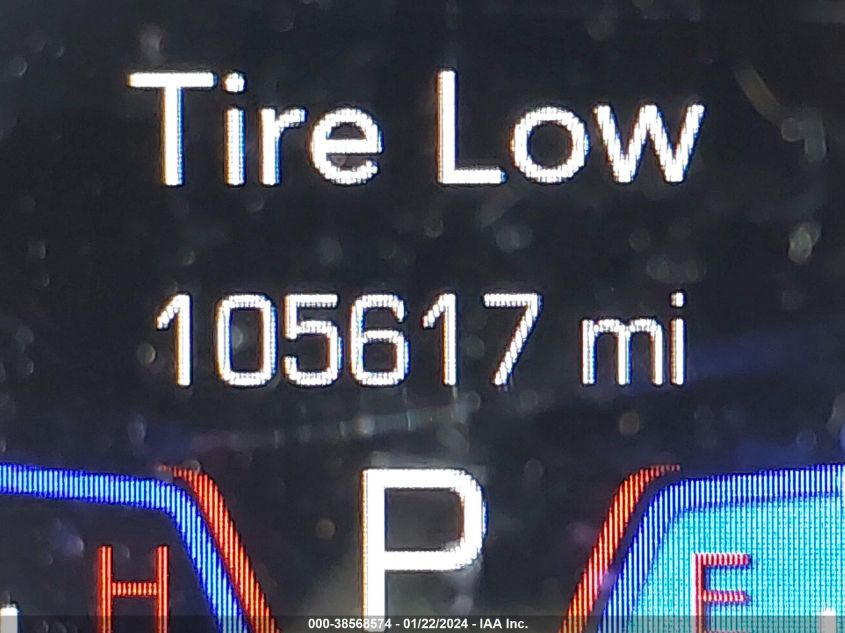 Tire Low
105617 mi
P
H
F
000-38568574 - 01/22/2024 - IAA Inc.